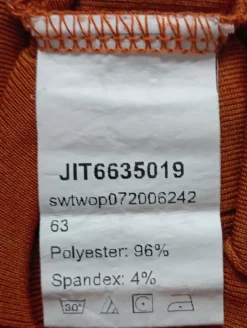 JIT6635019
swtwop072006242
63
Polyester: 96%
Spandex: 4%
30°